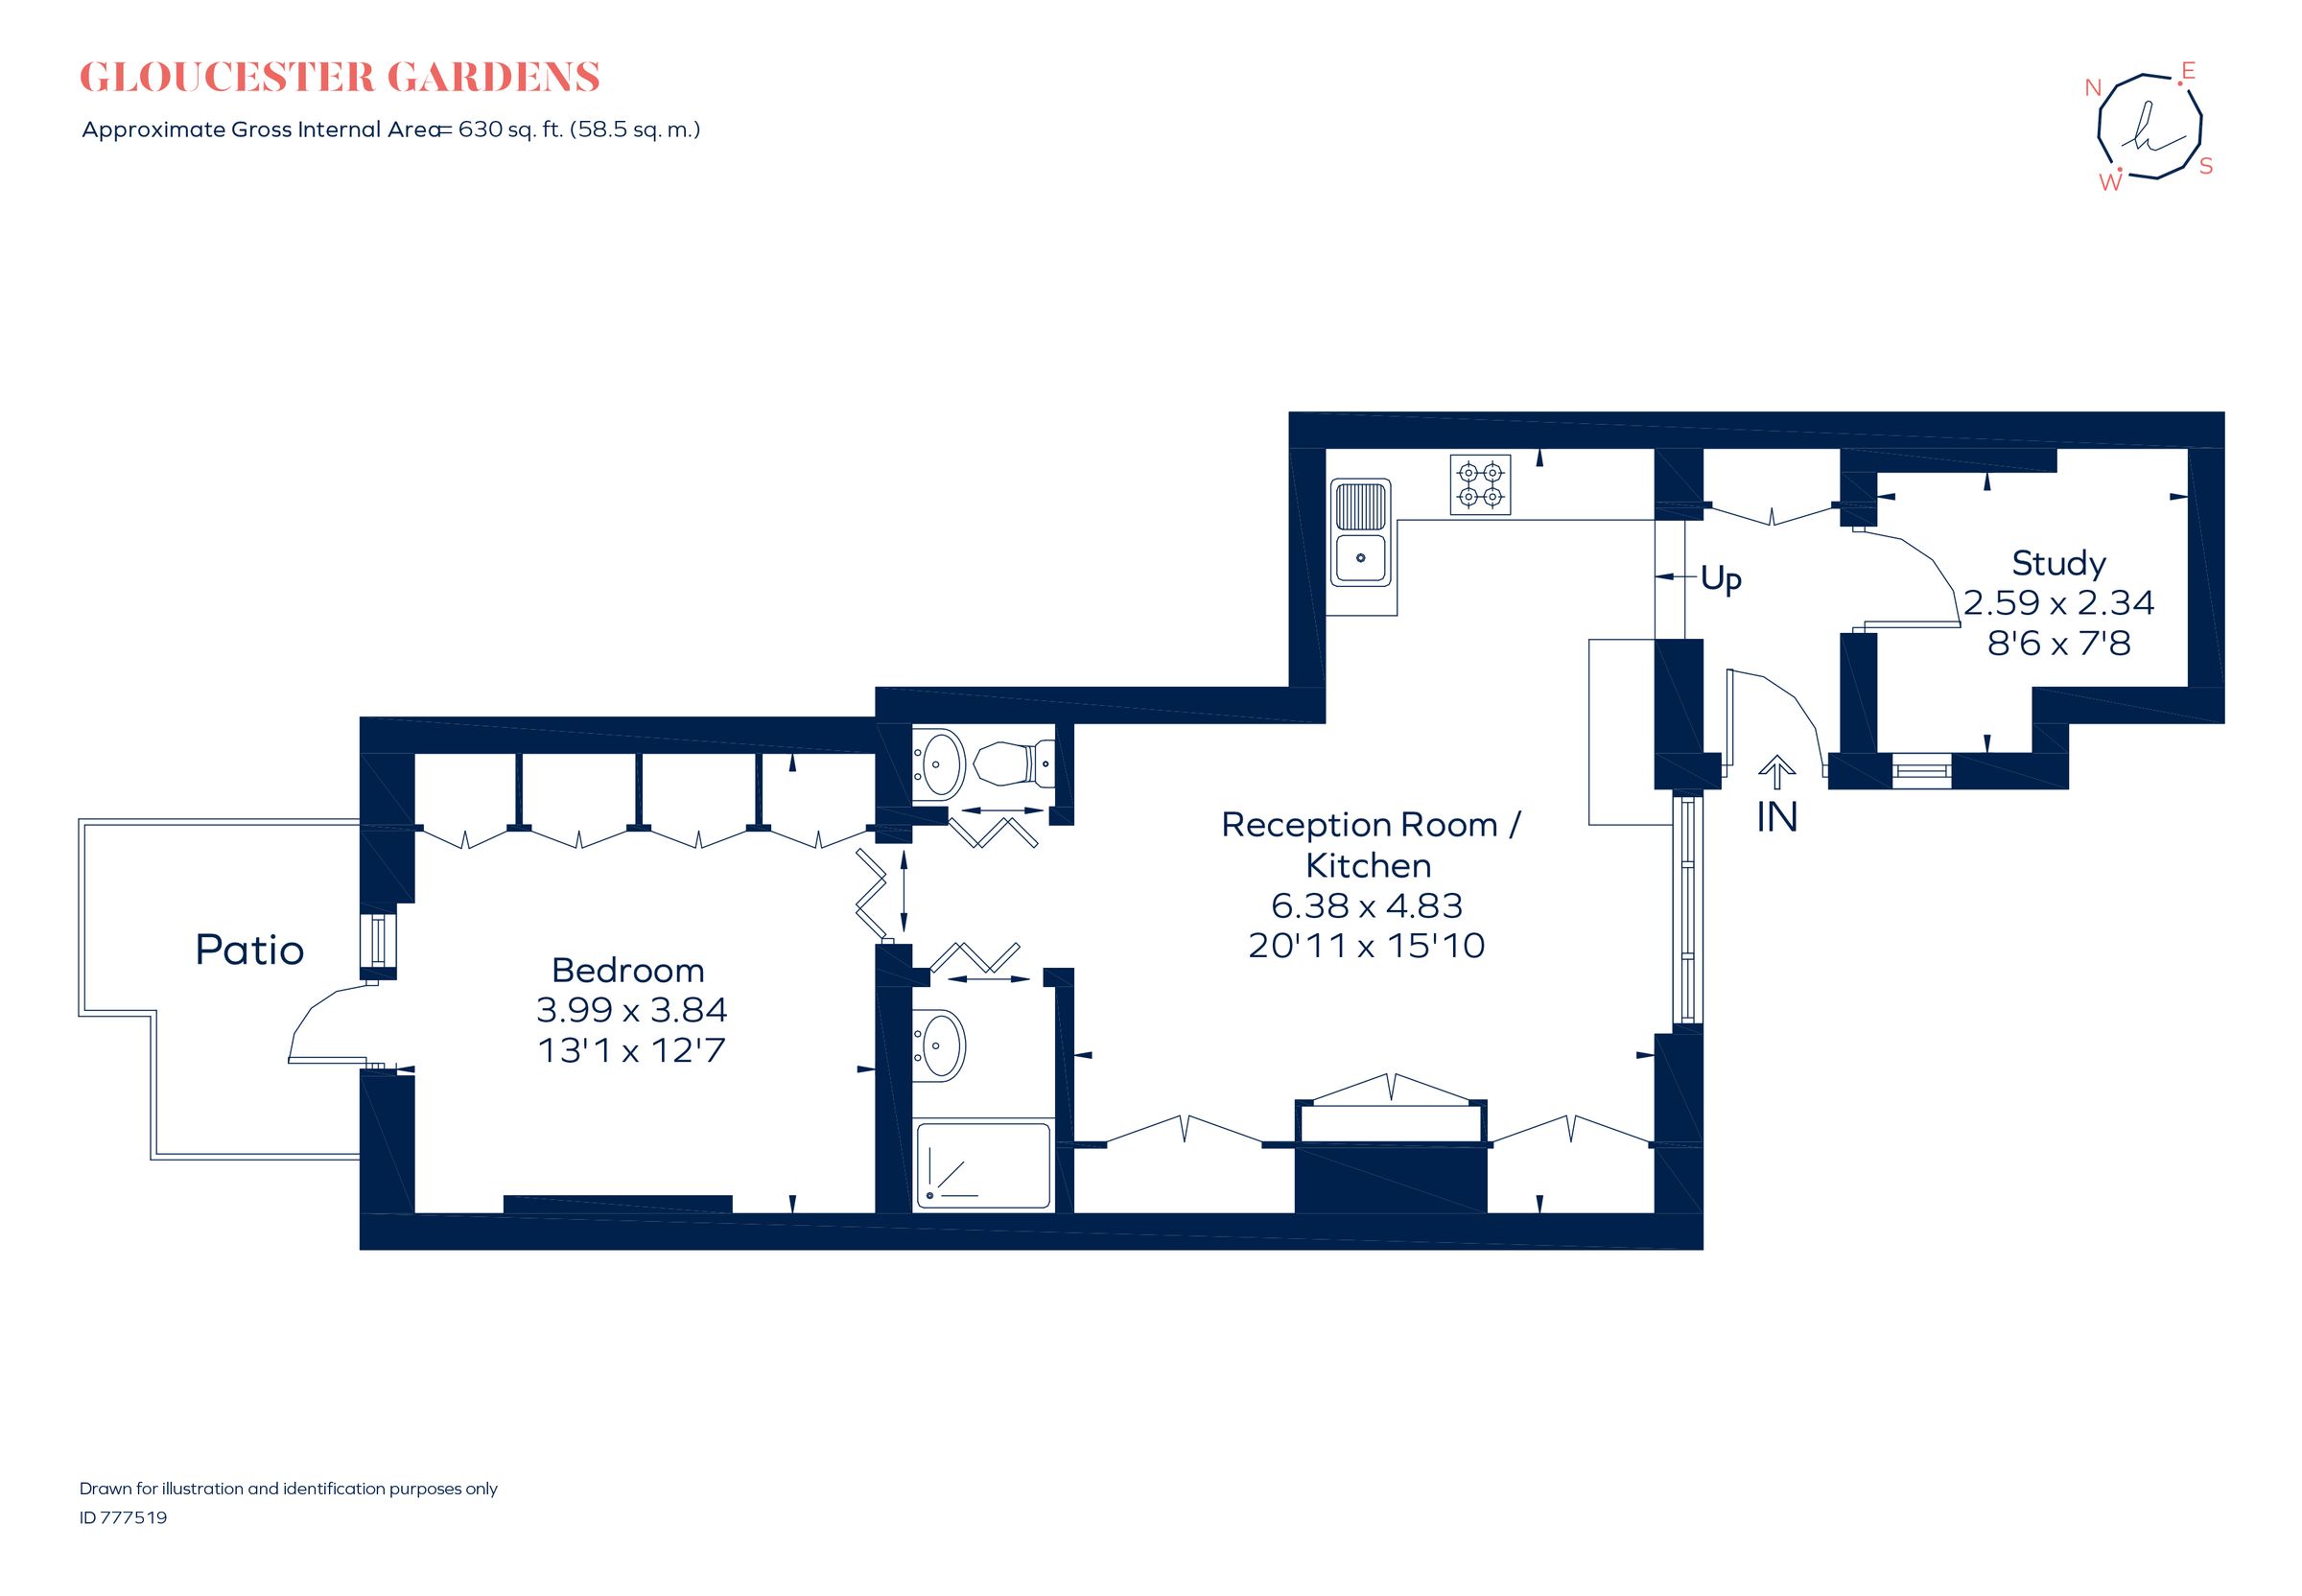 GLOUCESTER GARDENS
Approximate Gross Internal Area= 630 sq. ft. (58.5 sq. m.)
N
E
S
W
Up
Study
2.59 x 2.34
8'6 x 7'8
IN
Reception Room /
Kitchen
6.38 x 4.83
20'11 x 15'10
Patio
Bedroom
3.99 x 3.84
13'1 x 12'7
Drawn for illustration and identification purposes only
ID 777519